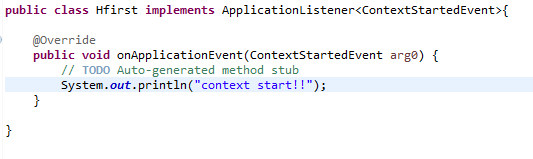 public class Hfirst implements ApplicationListener<ContextStartedEvent>{
@Override
public void onApplicationEvent(ContextStartedEvent arg0) {
// TODO Auto-generated method stub
System.out.println("context start!!");
}
}